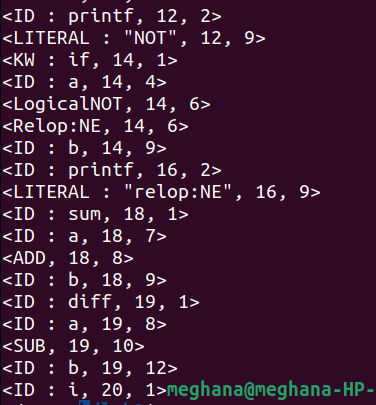 <ID : printf, 12, 2>
<LITERAL : "NOT", 12, 9>
<KW : if, 14, 1>
<ID : a, 14, 4>
<LogicalNOT, 14, 6>
<Relop:NE, 14, 6>
<ID : b, 14, 9>
<ID : printf, 16, 2>
<LITERAL : "relop:NE", 16, 9>
<ID : sum, 18, 1>
<ID : a, 18, 7>
<ADD, 18, 8>
<ID : b, 18, 9>
<ID : diff, 19, 1>
<ID : a, 19, 8>
<SUB, 19, 10>
<ID : b, 19, 12>
<ID : i, 20, 1>meghana@meghana-HP-